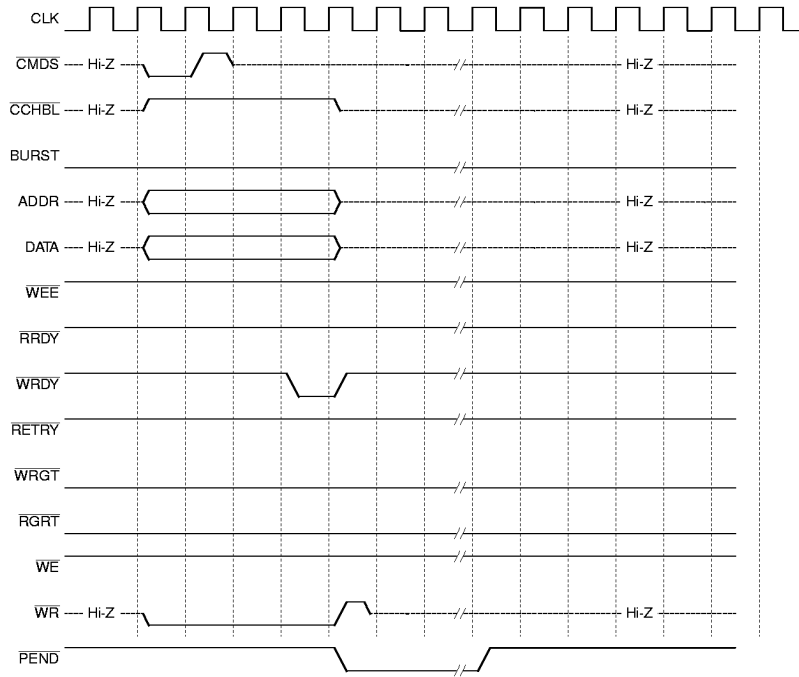 CLK
CMDS Hi-Z Hi-Z
CCHBL Hi-Z Hi-Z
BURST
ADDR Hi-Z Hi-Z
DATA Hi-Z Hi-Z
WEE
RRDY
WRDY
RETRY
WRGT
RGRT
WE
WR Hi-Z Hi-Z
PEND